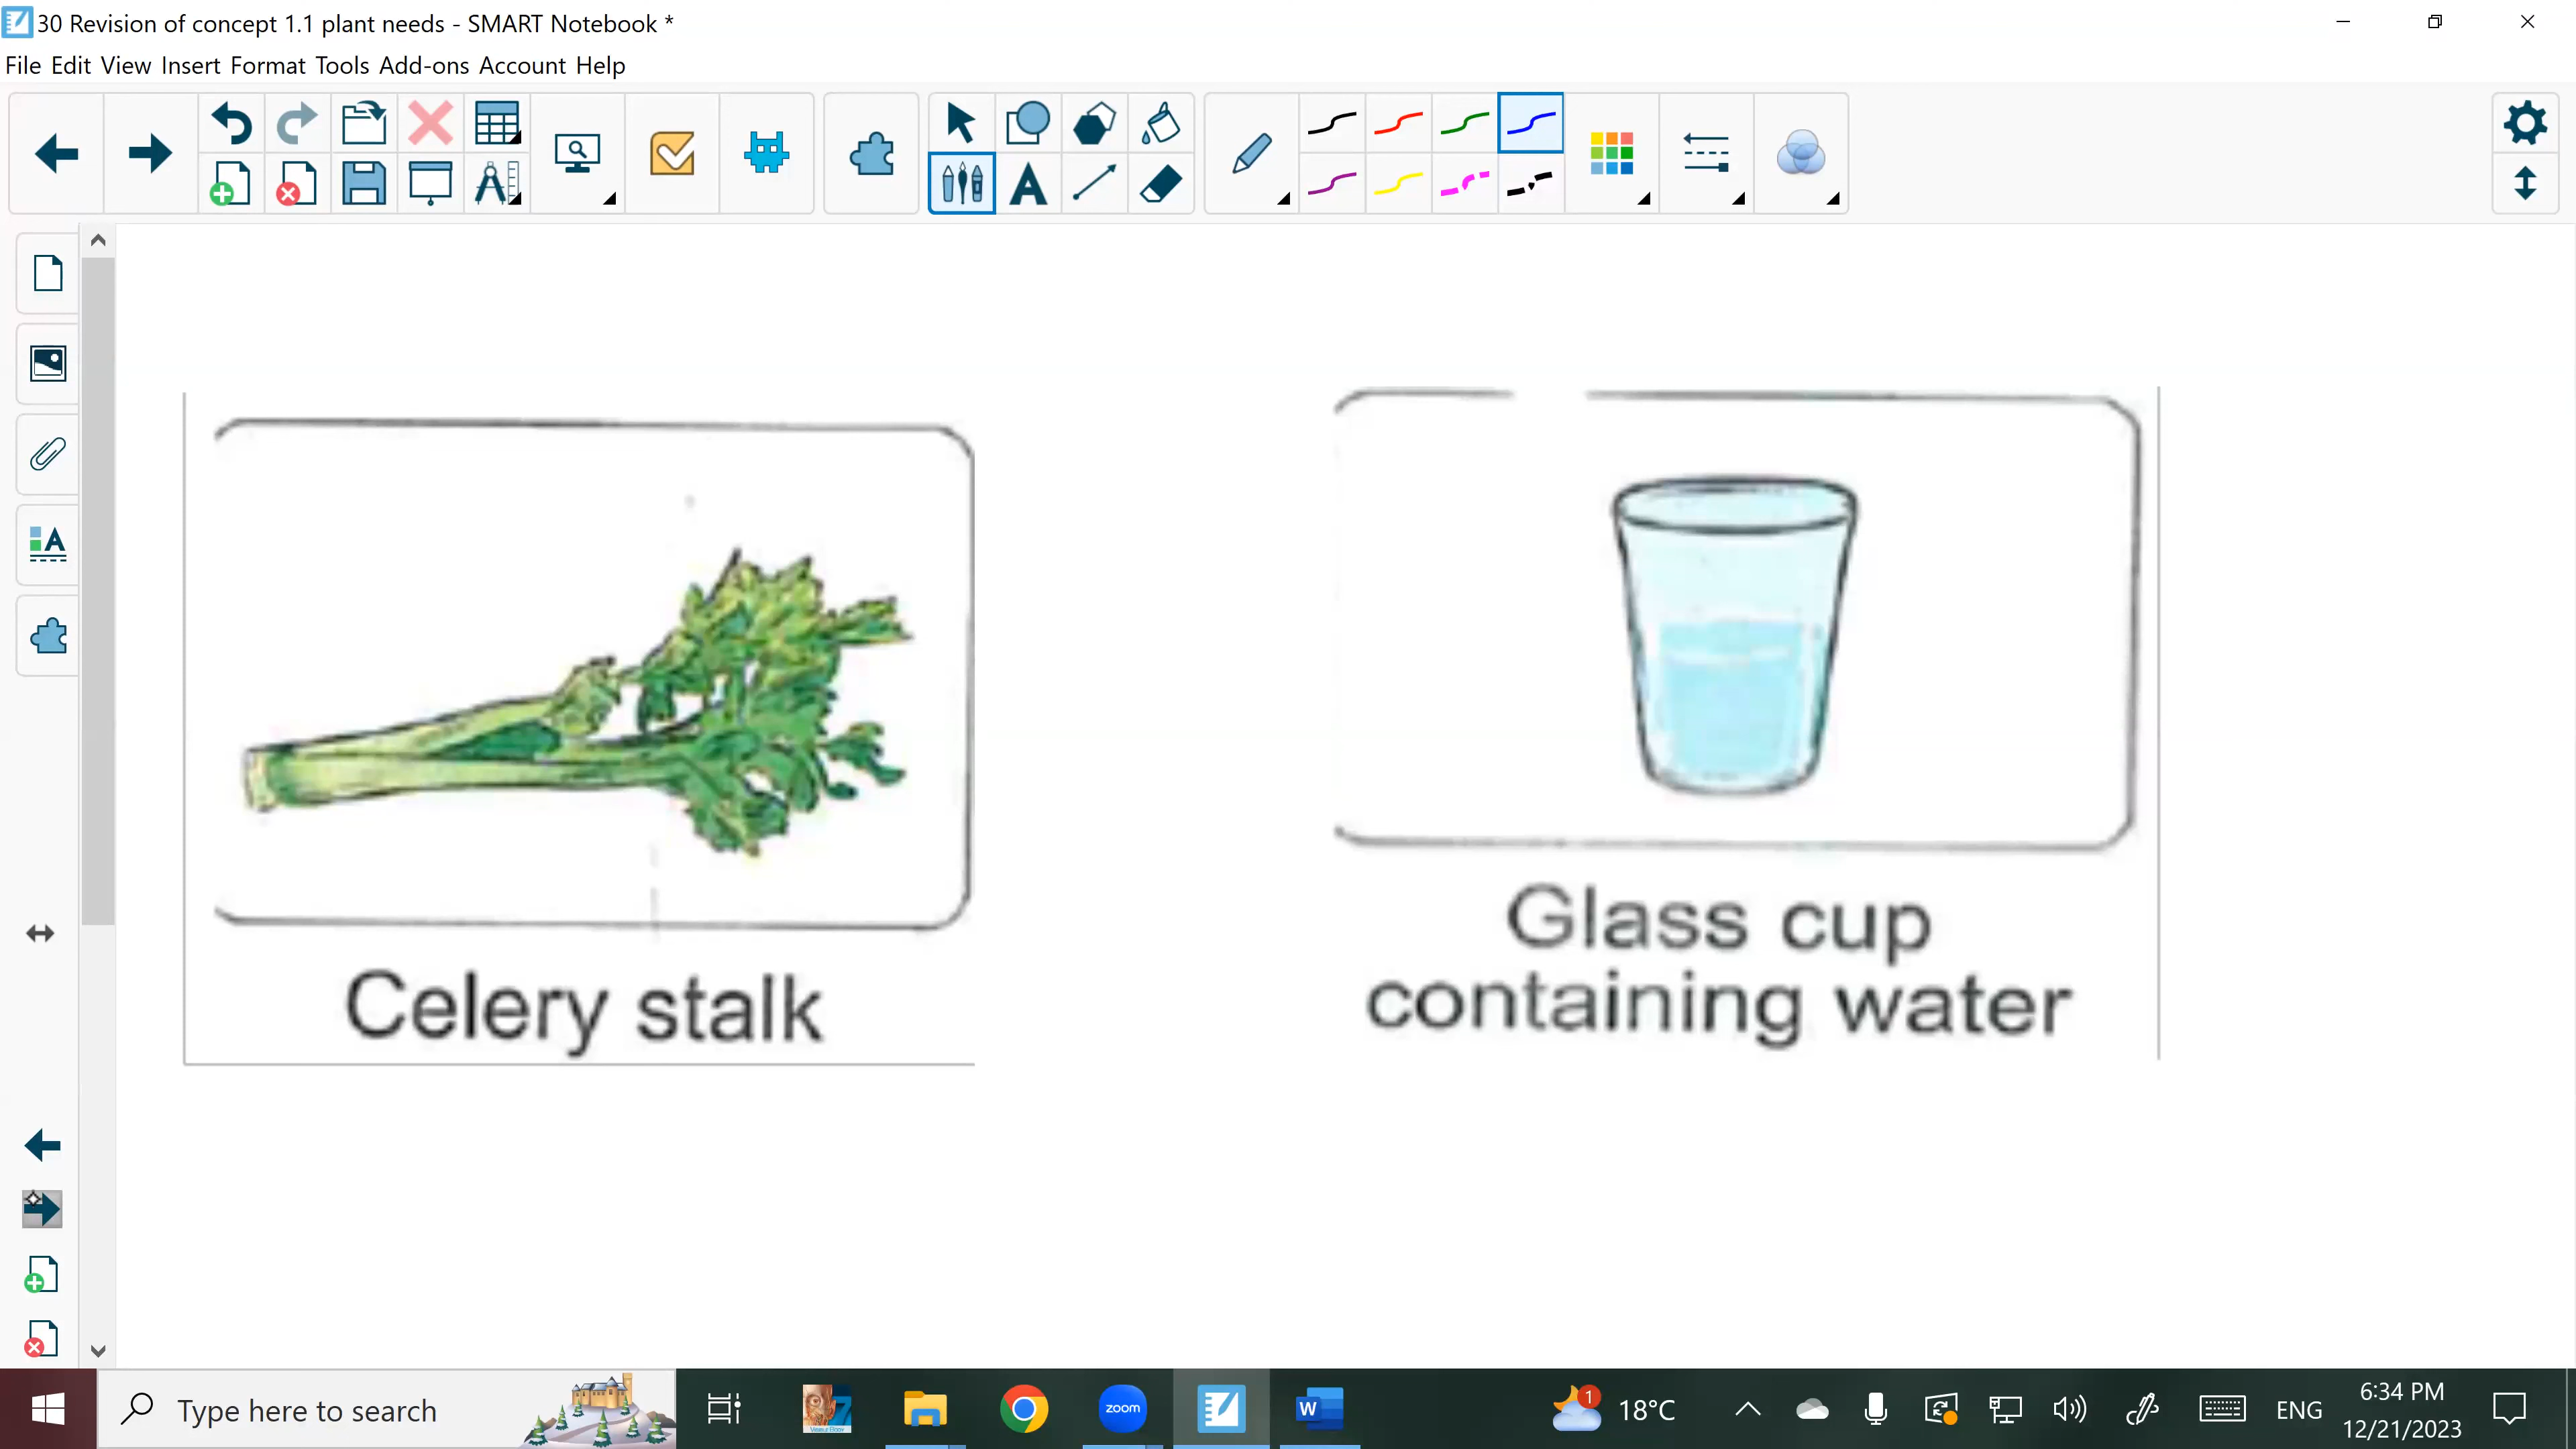 30 Revision of concept 1.1 plant needs - SMART Notebook *
File Edit View Insert Format Tools Add-ons Account Help
Celery stalk
Glass cup
containing water
Type here to search
zoom
W
1
18°C
ENG
6:34 PM
12/21/2023